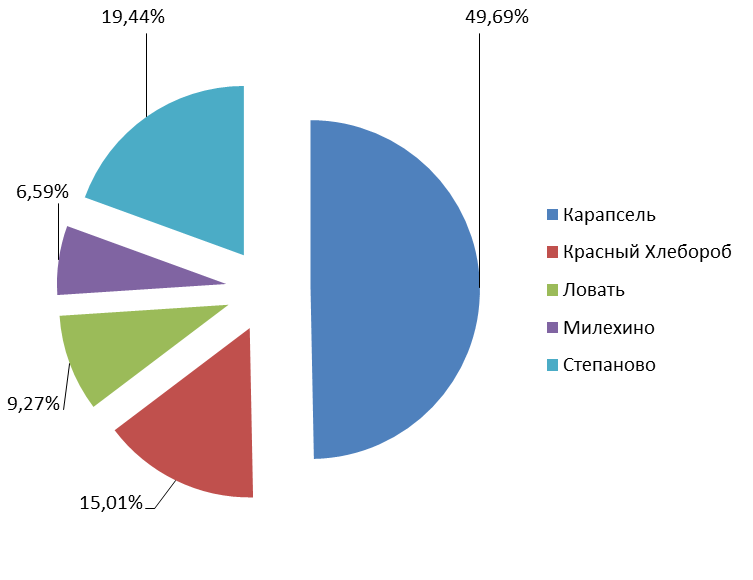 19,44%
49,69%
6,59%
9,27%
15,01%
Карапсель
Красный Хлебороб
Ловать
Милехино
Степаново